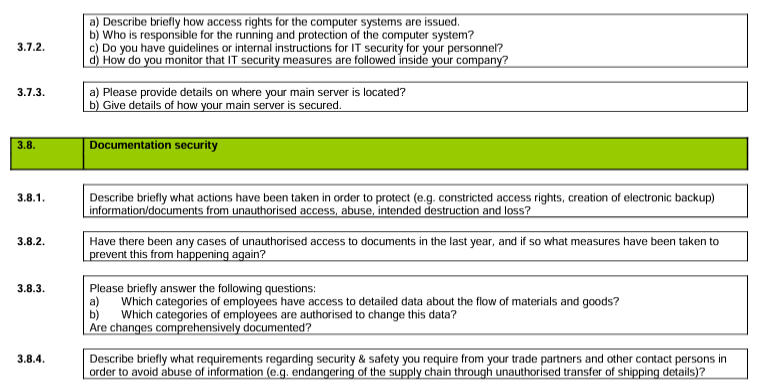 a) Describe briefly how access rights for the computer systems are issued.
b) Who is responsible for the running and protection of the computer system?
3.7.2. c) Do you have guidelines or internal instructions for IT security for your personnel?
d) How do you monitor that IT security measures are followed inside your company?
3.7.3. a) Please provide details on where your main server is located?
b) Give details of how your main server is secured.
3.8. Documentation security
3.8.1. Describe briefly what actions have been taken in order to protect (e.g. constricted access rights, creation of electronic backup)
information/documents from unauthorised access, abuse, intended destruction and loss?
3.8.2. Have there been any cases of unauthorised access to documents in the last year, and if so what measures have been taken to
prevent this from happening again?
3.8.3. Please briefly answer the following questions:
a) Which categories of employees have access to detailed data about the flow of materials and goods?
b) Which categories of employees are authorised to change this data?
Are changes comprehensively documented?
3.8.4. Describe briefly what requirements regarding security & safety you require from your trade partners and other contact persons in
order to avoid abuse of information (e.g. endangering of the supply chain through unauthorised transfer of shipping details)?